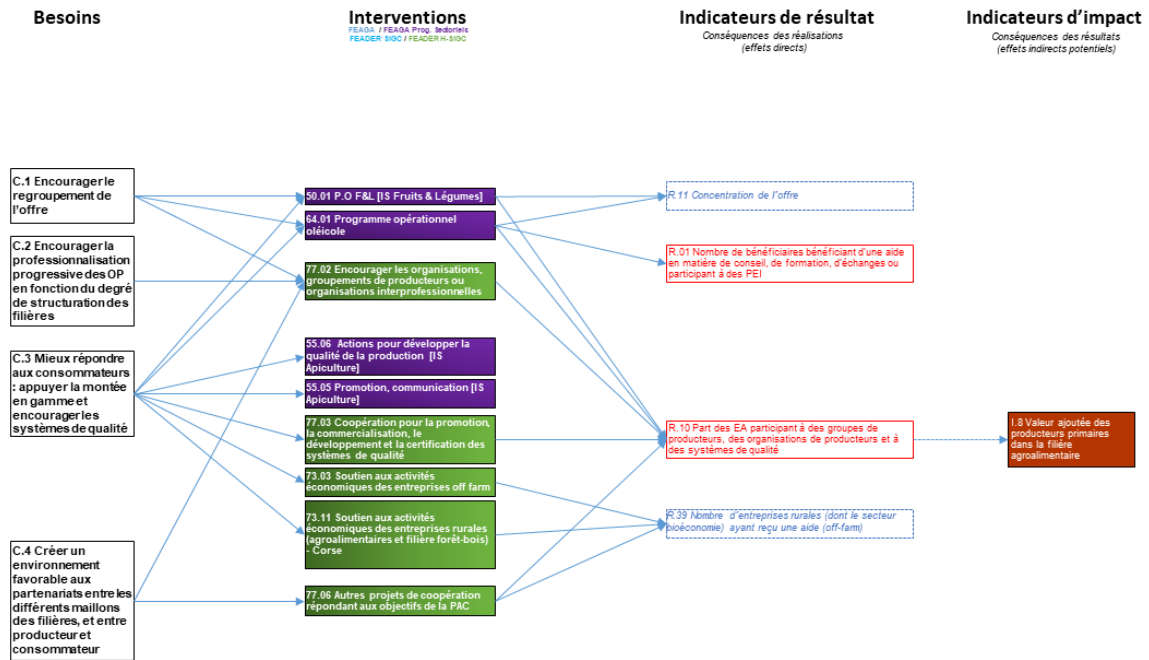 Besoins
Interventions
FEAGA / FEAGA Prog. Sectoriels
FEADER SIGC / FEADER H-SIGC
Indicateurs de résultat
Conséquences des réalisations
(effets directs)
Indicateurs d’impact
Conséquences des résultats
(effets indirects potentiels)
C.1 Encourager le
regroupement de
l’offre
C.2 Encourager la
professionnalisation
progressive des OP
en fonction du degré
de structuration des
filières
C.3 Mieux répondre
aux consommateurs
: appuyer la montée
en gamme et
encourager les
systèmes de qualité
C.4 Créer un
environnement
favorable aux
partenariats entre les
différents maillons
des filières, et entre
producteur et
consommateur
50.01 P.O F&L [IS Fruits & Légumes]
64.01 Programme opérationnel
oléicole
77.02 Encourager les organisations,
groupements de producteurs ou
organisations interprofessionnelles
55.06 Actions pour développer la
qualité de la production [IS
Apiculture]
55.05 Promotion, communication [IS
Apiculture]
77.03 Coopération pour la promotion,
la commercialisation, le
développement et la certification des
systèmes de qualité
73.03 Soutien aux activités
économiques des entreprises off farm
73.11 Soutien aux activités
économiques des entreprises rurales
(agroalimentaires et filière forêt-bois)
- Corse
77.06 Autres projets de coopération
répondant aux objectifs de la PAC
R.11 Concentration de l’offre
R.01 Nombre de bénéficiaires bénéficiant d’une aide
en matière de conseil, de formation, d’échanges ou
participant à des PEI
R.10 Part des EA participant à des groupes de
producteurs, des organisations de producteurs et à
des systèmes de qualité
R.39 Nombre d’entreprises rurales (dont le secteur
bioéconomie) ayant reçu une aide (off-farm)
I.8 Valeur ajoutée des
producteurs primaires
dans la filière
agroalimentaire